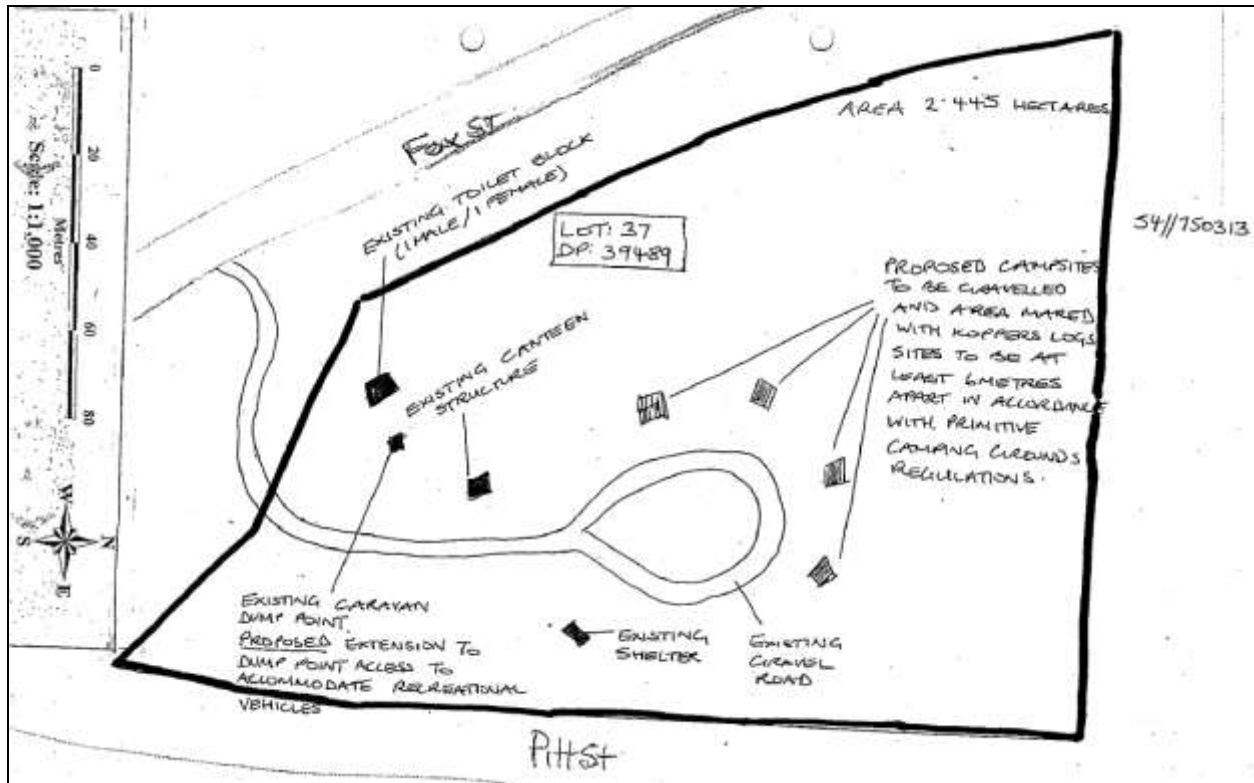 AREA 2.445 HECTARES
Fox St
EXISTING TOILET BLOCK
(1 MALE/1 FEMALE)
LOT: 37
DP: 39489
54//750313
PROPOSED CAMPSITES
TO BE GRAVELLED
AND AREA MARED
WITH KOPPERS LOGS
SITES TO BE AT
LEAST 6 METRES
APART IN ACCORDANCE
WITH PRIMITIVE
CAMPING GROUNDS
REGULATIONS.
EXISTING CANTEEN
STRUCTURE
EXISTING CARAVAN
DUMP POINT.
PROPOSED EXTENSION TO
DUMP POINT ACCESS TO
ACCOMMODATE RECREATIONAL
VEHICLES
EXISTING
SHELTER
EXISTING
GRAVEL
ROAD
Pitt St
0 20 40 60 80
Metres
≈ Scale: 1:1,000
W
N
S
E